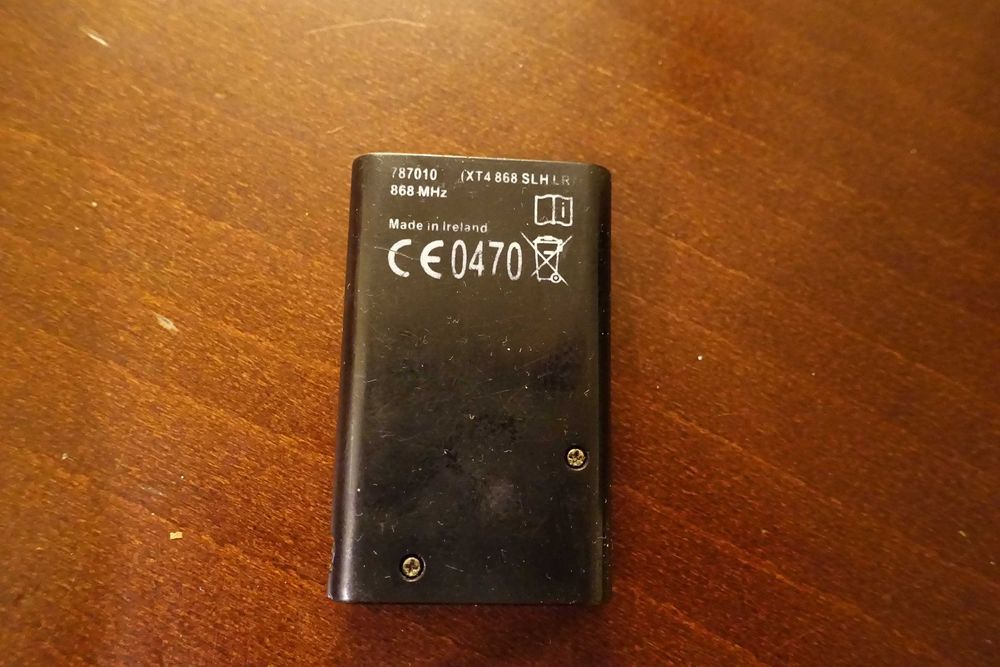 787010 (XT4 868 SLH LR)
868 MHz
i
Made in Ireland
CE 0470